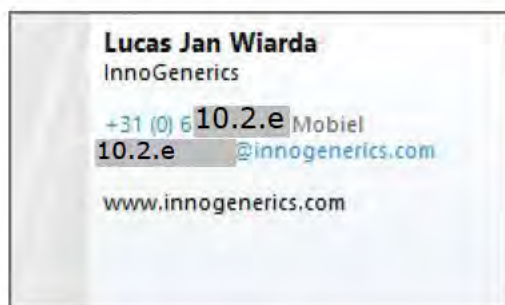 Lucas Jan Wiarda
InnoGenerics
+31 (0) 6 10.2.e Mobiel
10.2.e @innogenerics.com
www.innogenerics.com